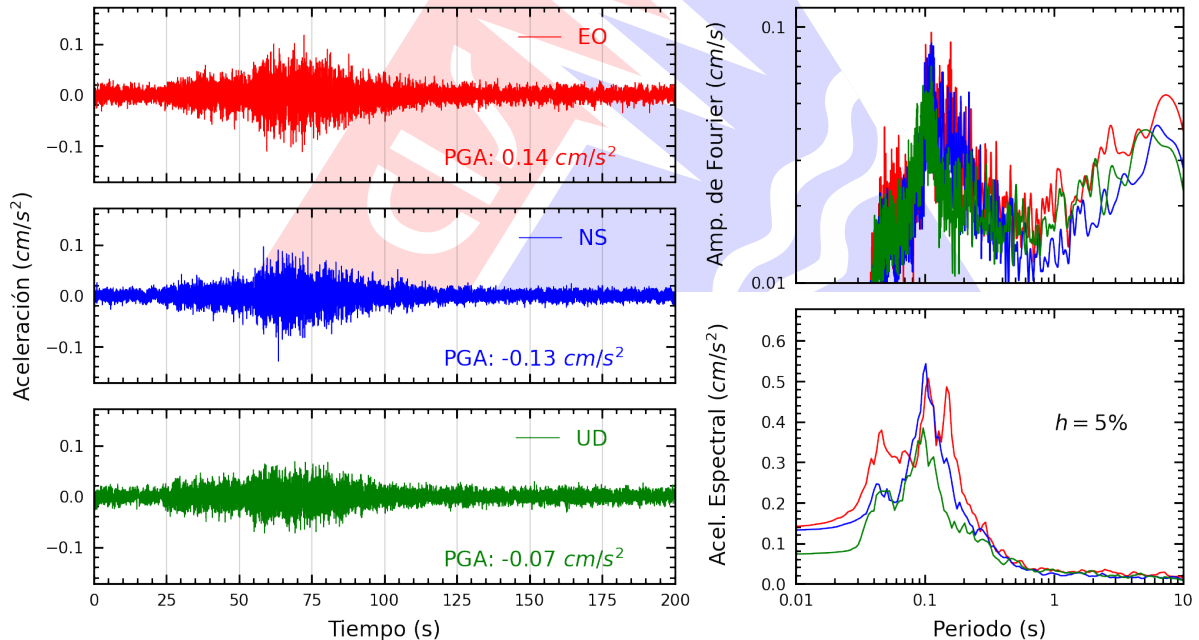 EO
PGA: 0.14 cm/s²
NS
PGA: -0.13 cm/s²
UD
PGA: -0.07 cm/s²
0.1
0.0
−0.1
0.1
0.0
−0.1
0.1
0.0
−0.1
Aceleración (cm/s²)
0 25 50 75 100 125 150 175 200
Tiempo (s)
0.1
0.01
Amp. de Fourier (cm/s)
0.6
0.5
0.4
0.3
0.2
0.1
0.0
Acel. Espectral (cm/s²)
h = 5%
0.01 0.1 1 10
Periodo (s)